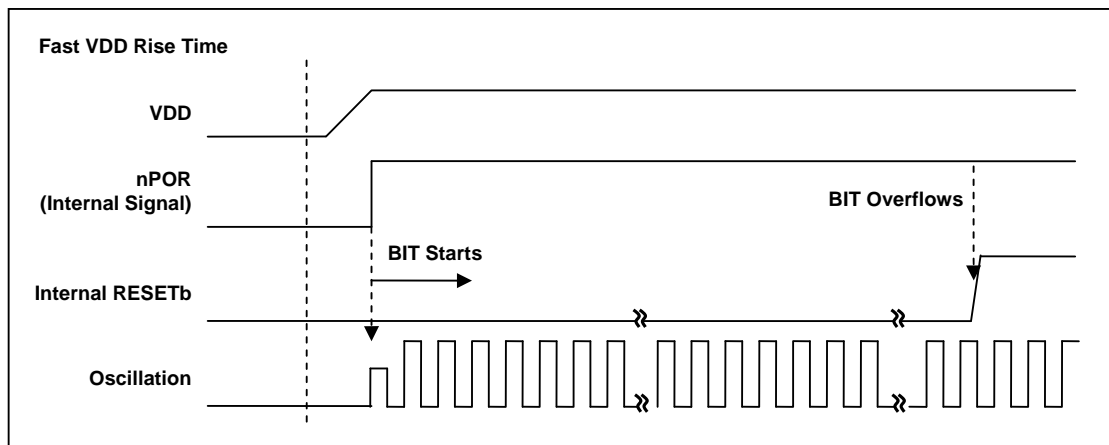 Fast VDD Rise Time
VDD
nPOR
(Internal Signal)
BIT Overflows
BIT Starts
Internal RESETb
Oscillation